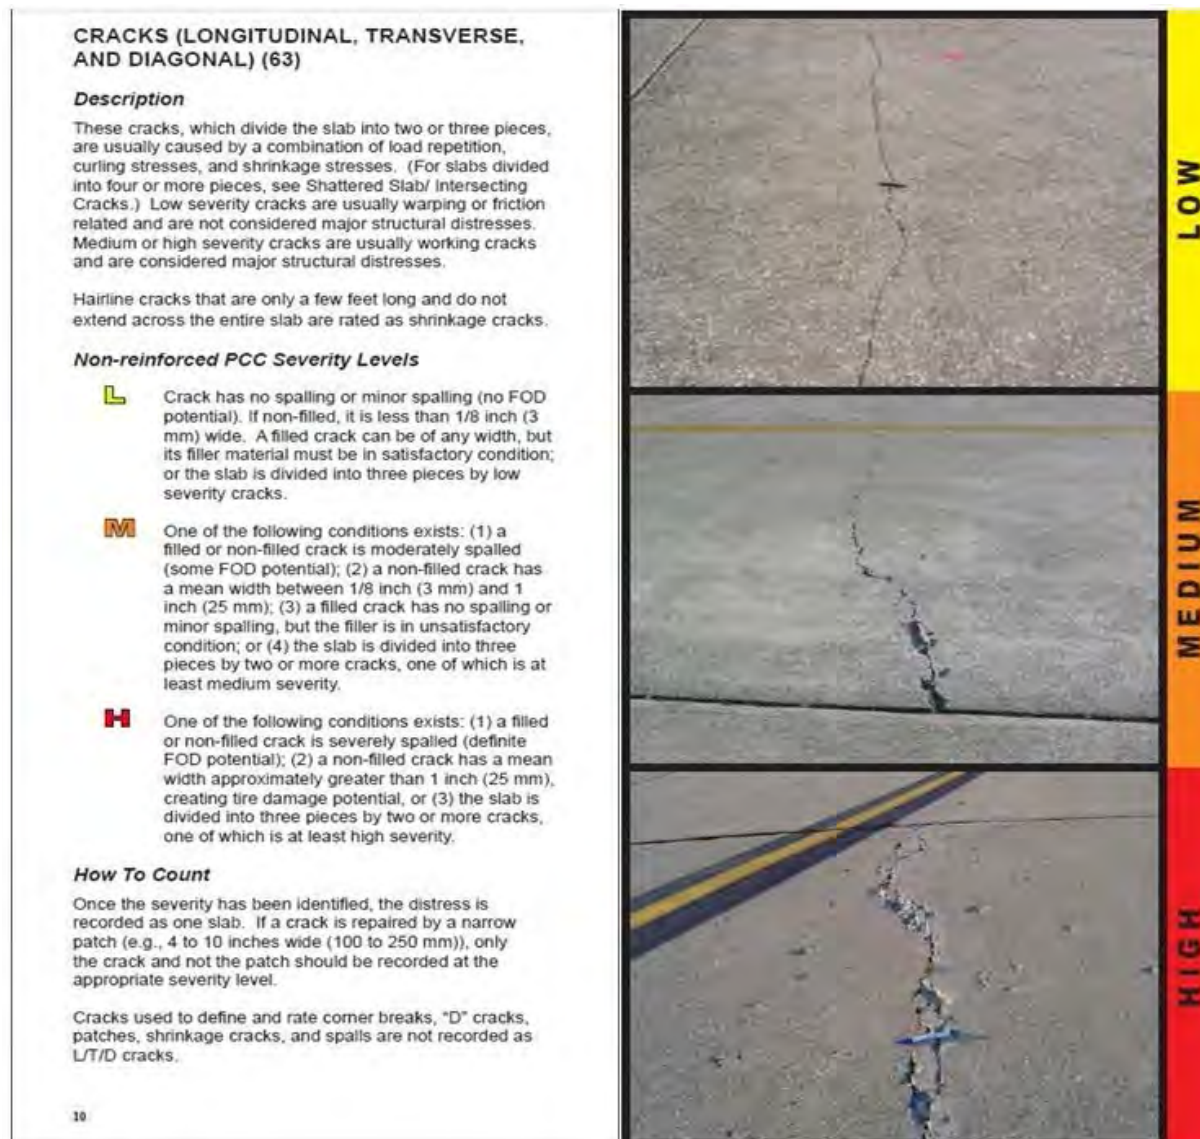 CRACKS (LONGITUDINAL, TRANSVERSE,
AND DIAGONAL) (63)
Description
These cracks, which divide the slab into two or three pieces,
are usually caused by a combination of load repetition,
curling stresses, and shrinkage stresses. (For slabs divided
into four or more pieces, see Shattered Slab/ Intersecting
Cracks.) Low severity cracks are usually warping or friction
related and are not considered major structural distresses.
Medium or high severity cracks are usually working cracks
and are considered major structural distresses.
Hairline cracks that are only a few feet long and do not
extend across the entire slab are rated as shrinkage cracks.
Non-reinforced PCC Severity Levels
L
Crack has no spalling or minor spalling (no FOD
potential). If non-filled, it is less than 1/8 inch (3
mm) wide. A filled crack can be of any width, but
its filler material must be in satisfactory condition;
or the slab is divided into three pieces by low
severity cracks.
M
One of the following conditions exists: (1) a
filled or non-filled crack is moderately spalled
(some FOD potential); (2) a non-filled crack has
a mean width between 1/8 inch (3 mm) and 1
inch (25 mm); (3) a filled crack has no spalling or
minor spalling, but the filler is in unsatisfactory
condition; or (4) the slab is divided into three
pieces by two or more cracks, one of which is at
least medium severity.
H
One of the following conditions exists: (1) a filled
or non-filled crack is severely spalled (definite
FOD potential); (2) a non-filled crack has a mean
width approximately greater than 1 inch (25 mm),
creating tire damage potential, or (3) the slab is
divided into three pieces by two or more cracks,
one of which is at least high severity.
How To Count
Once the severity has been identified, the distress is
recorded as one slab. If a crack is repaired by a narrow
patch (e.g., 4 to 10 inches wide (100 to 250 mm)), only
the crack and not the patch should be recorded at the
appropriate severity level.
Cracks used to define and rate corner breaks, "D" cracks,
patches, shrinkage cracks, and spalls are not recorded as
L/T/D cracks.
10
LOW
MEDIUM
HIGH